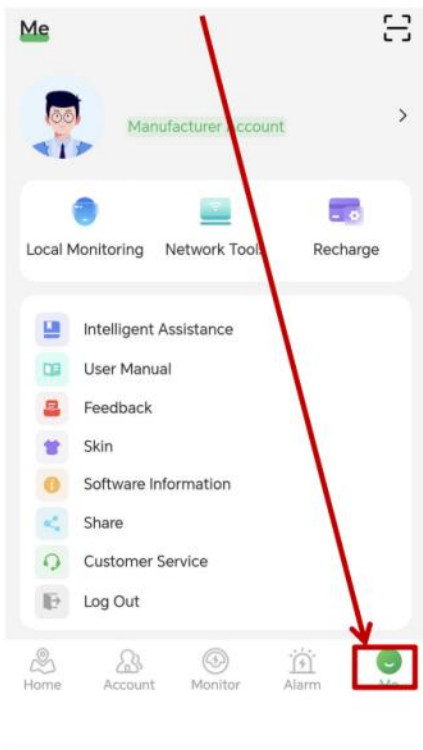 Me
Manufacturer Account
Local Monitoring Network Tools Recharge
Intelligent Assistance
User Manual
Feedback
Skin
Software Information
Share
Customer Service
Log Out
Home Account Monitor Alarm Me